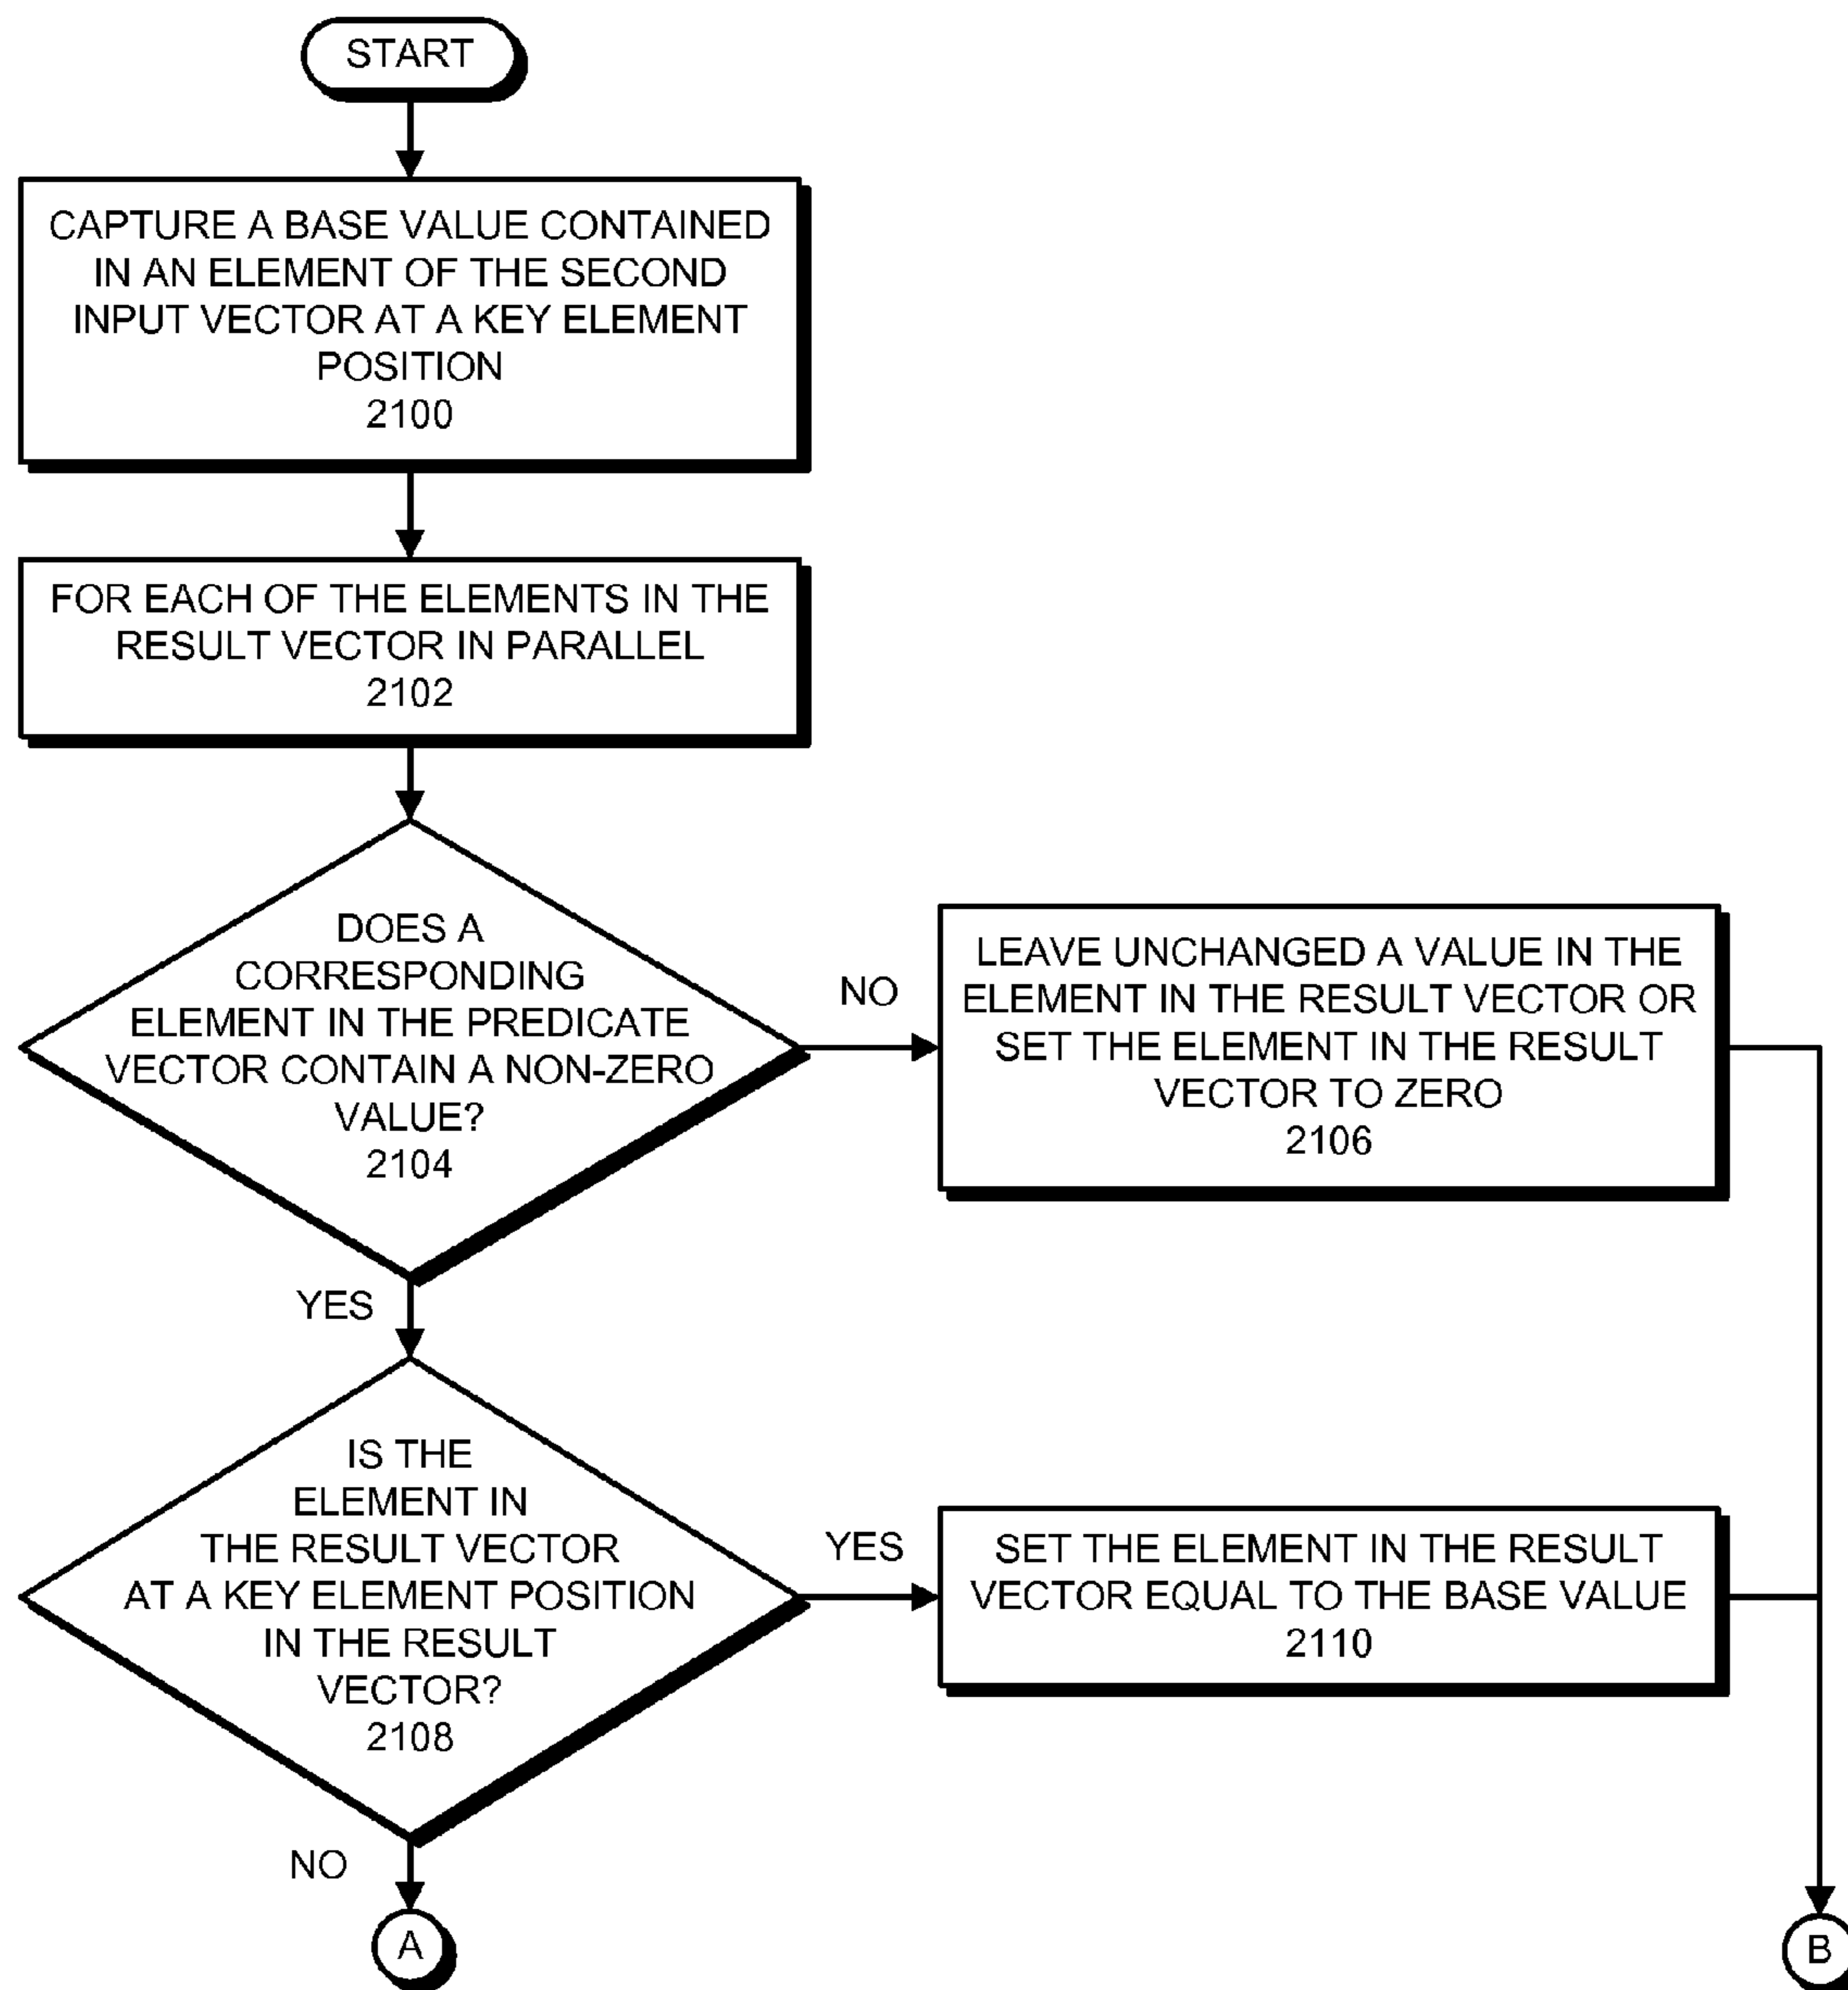 START
CAPTURE A BASE VALUE CONTAINED
IN AN ELEMENT OF THE SECOND
INPUT VECTOR AT A KEY ELEMENT
POSITION
2100
FOR EACH OF THE ELEMENTS IN THE
RESULT VECTOR IN PARALLEL
2102
DOES A
CORRESPONDING
ELEMENT IN THE PREDICATE
VECTOR CONTAIN A NON-ZERO
VALUE?
2104
NO
LEAVE UNCHANGED A VALUE IN THE
ELEMENT IN THE RESULT VECTOR OR
SET THE ELEMENT IN THE RESULT
VECTOR TO ZERO
2106
YES
IS THE
ELEMENT IN
THE RESULT VECTOR
AT A KEY ELEMENT POSITION
IN THE RESULT
VECTOR?
2108
YES
SET THE ELEMENT IN THE RESULT
VECTOR EQUAL TO THE BASE VALUE
2110
NO
A
B